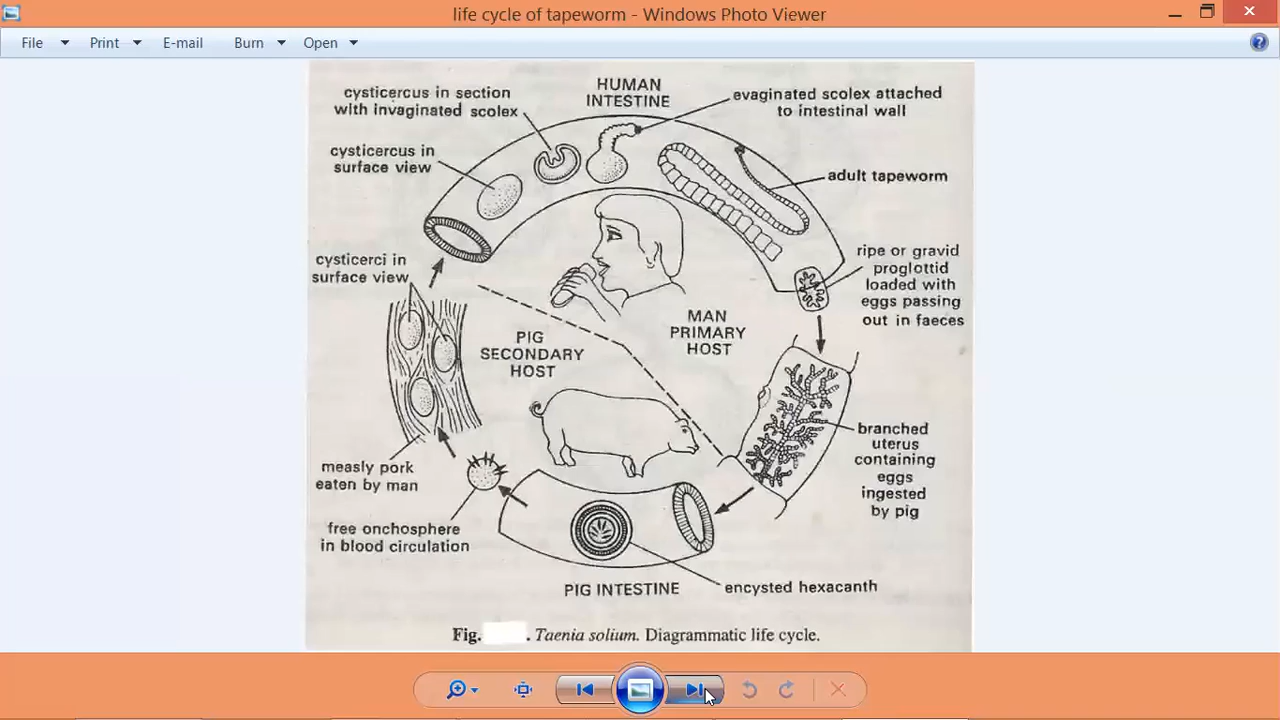 life cycle of tapeworm - Windows Photo Viewer
File
Print
E-mail
Burn
Open
HUMAN
INTESTINE
cysticercus in section
with invaginated scolex
evaginated scolex attached
to intestinal wall
cysticercus in
surface view
adult tapeworm
cysticerci in
surface view
ripe or gravid
proglottid
loaded with
eggs passing
out in faeces
MAN
PRIMARY
HOST
PIG
SECONDARY
HOST
branched
uterus
containing
eggs
ingested
by pig
measly pork
eaten by man
free onchosphere
in blood circulation
PIG INTESTINE
encysted hexacanth
Fig. . Taenia solium. Diagrammatic life cycle.